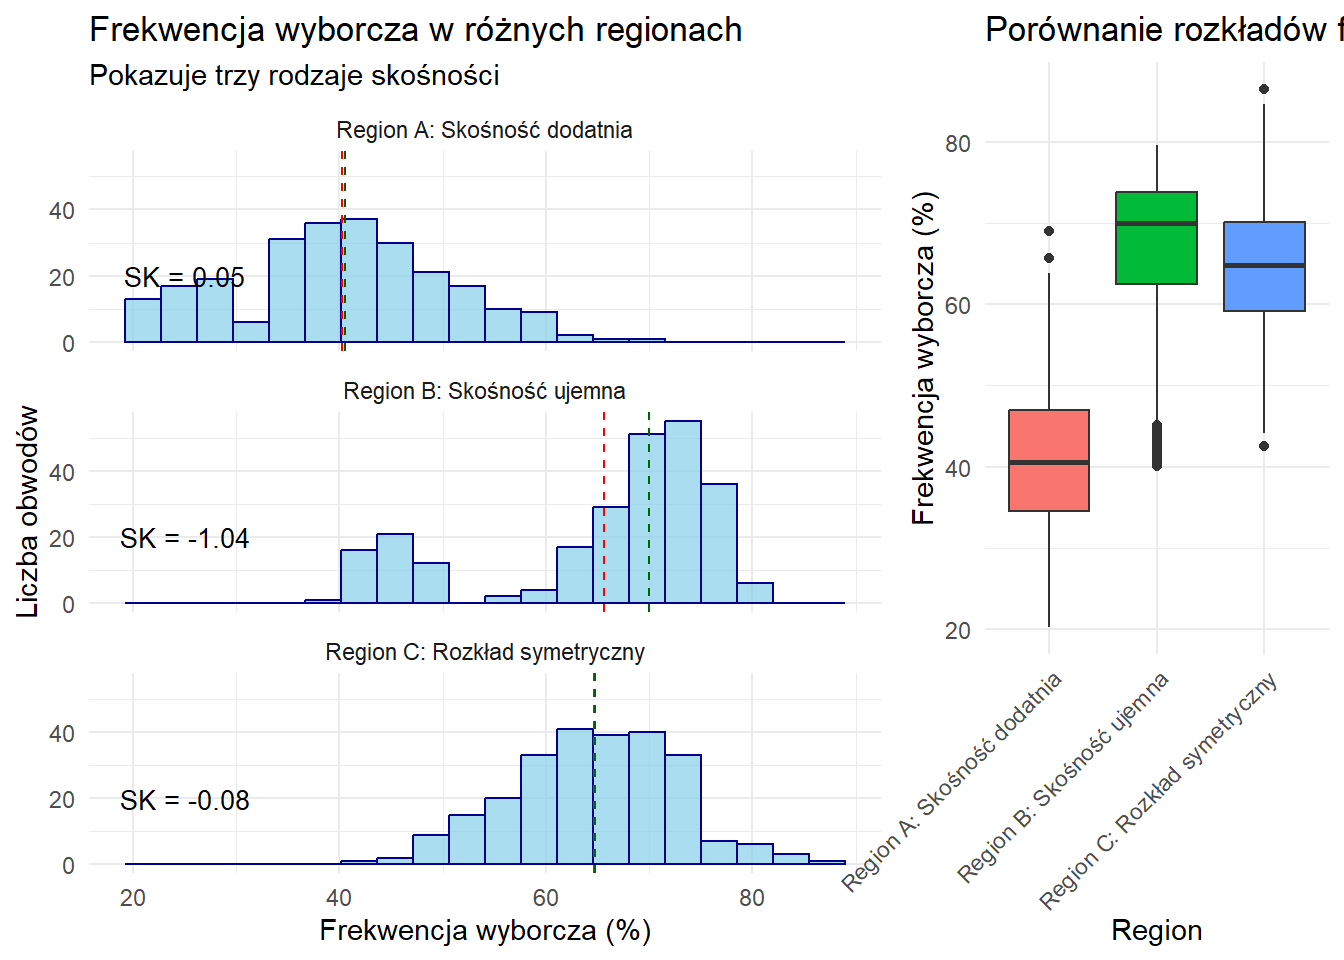 Frekwencja wyborcza w różnych regionach
Pokazuje trzy rodzaje skośności
Region A: Skośność dodatnia
40
20
0
SK = 0.05
Region B: Skośność ujemna
40
20
0
SK = -1.04
Region C: Rozkład symetryczny
40
20
0
SK = -0.08
20 40 60 80
Liczba obwodów
Frekwencja wyborcza (%)
Porównanie rozkładów f
80
60
40
20
Frekwencja wyborcza (%)
Region A: Skośność dodatnia
Region B: Skośność ujemna
Region C: Rozkład symetryczny
Region